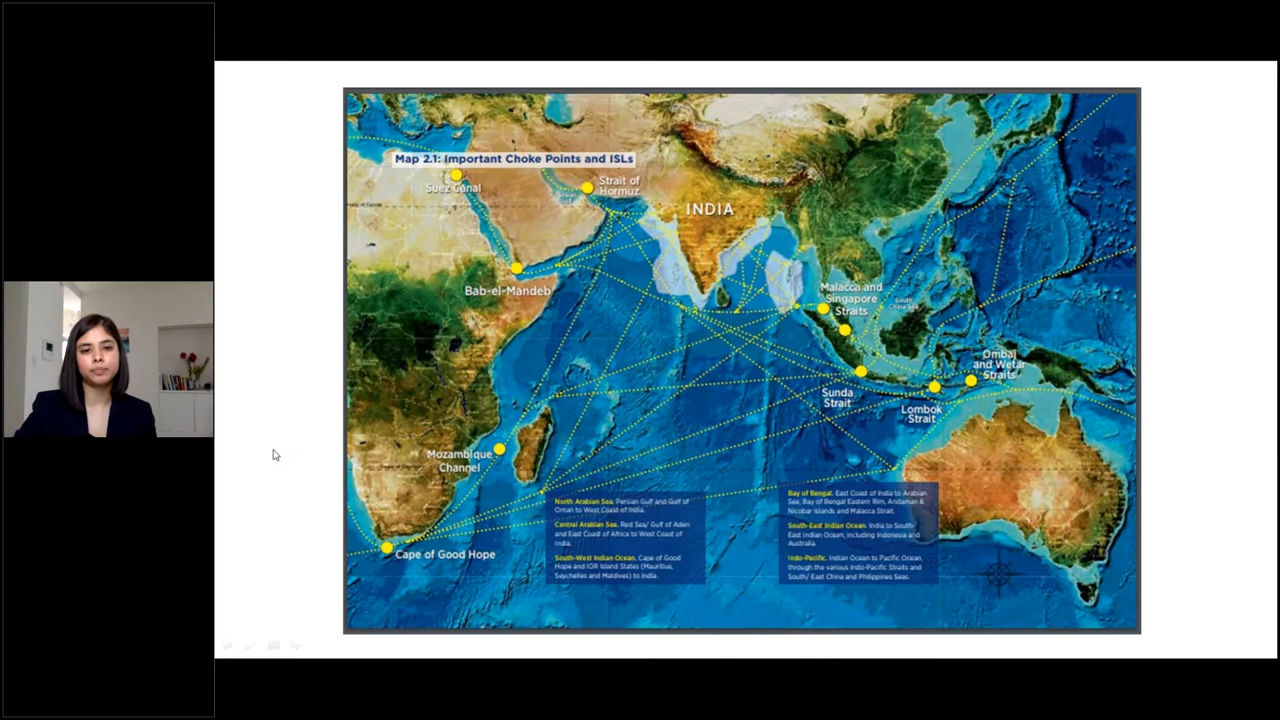 Map 2.1: Important Choke Points and ISLs
Suez Canal
Strait of
Hormuz
INDIA
Bab-el-Mandeb
Malacca and
Singapore
Straits
South
China Sea
Ombai
and Wetar
Straits
Sunda
Strait
Lombok
Strait
Mozambique
Channel
Cape of Good Hope
North Arabian Sea. Persian Gulf and Gulf of
Oman to West Coast of India.
Central Arabian Sea. Red Sea/ Gulf of Aden
and East Coast of Africa to West Coast of
India.
South-West Indian Ocean. Cape of Good
Hope and IOR Island States (Mauritius,
Seychelles and Maldives) to India.
Bay of Bengal. East Coast of India to Arabian
Sea, Bay of Bengal Eastern Rim, Andaman &
Nicobar Islands and Malacca Strait.
South-East Indian Ocean. India to South-
East Indian Ocean, including Indonesia and
Australia.
Indo-Pacific. Indian Ocean to Pacific Ocean,
through the various Indo-Pacific Straits and
South/ East China and Philippines Seas.